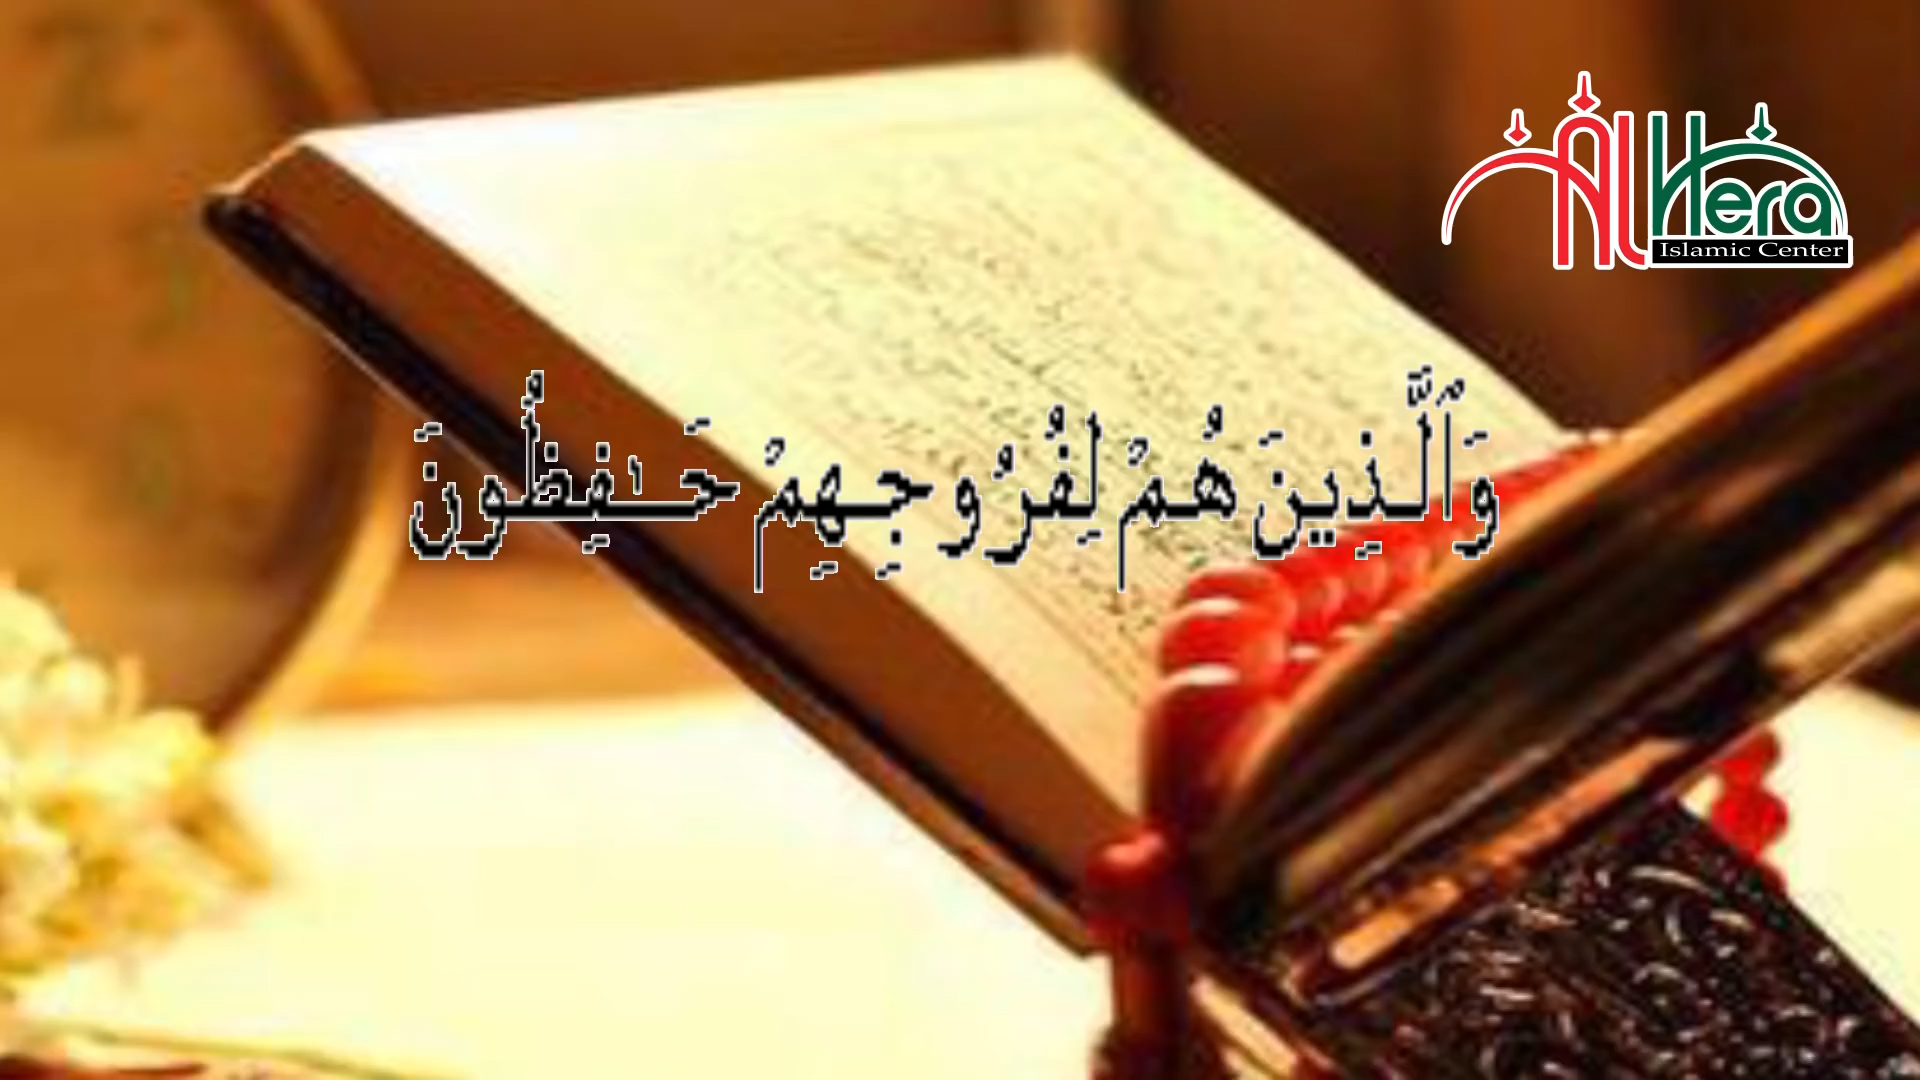 AL Hera
Islamic Center
وَٱلَّذِينَ هُمْ لِفُرُوجِهِمْ حَـٰفِظُونَ